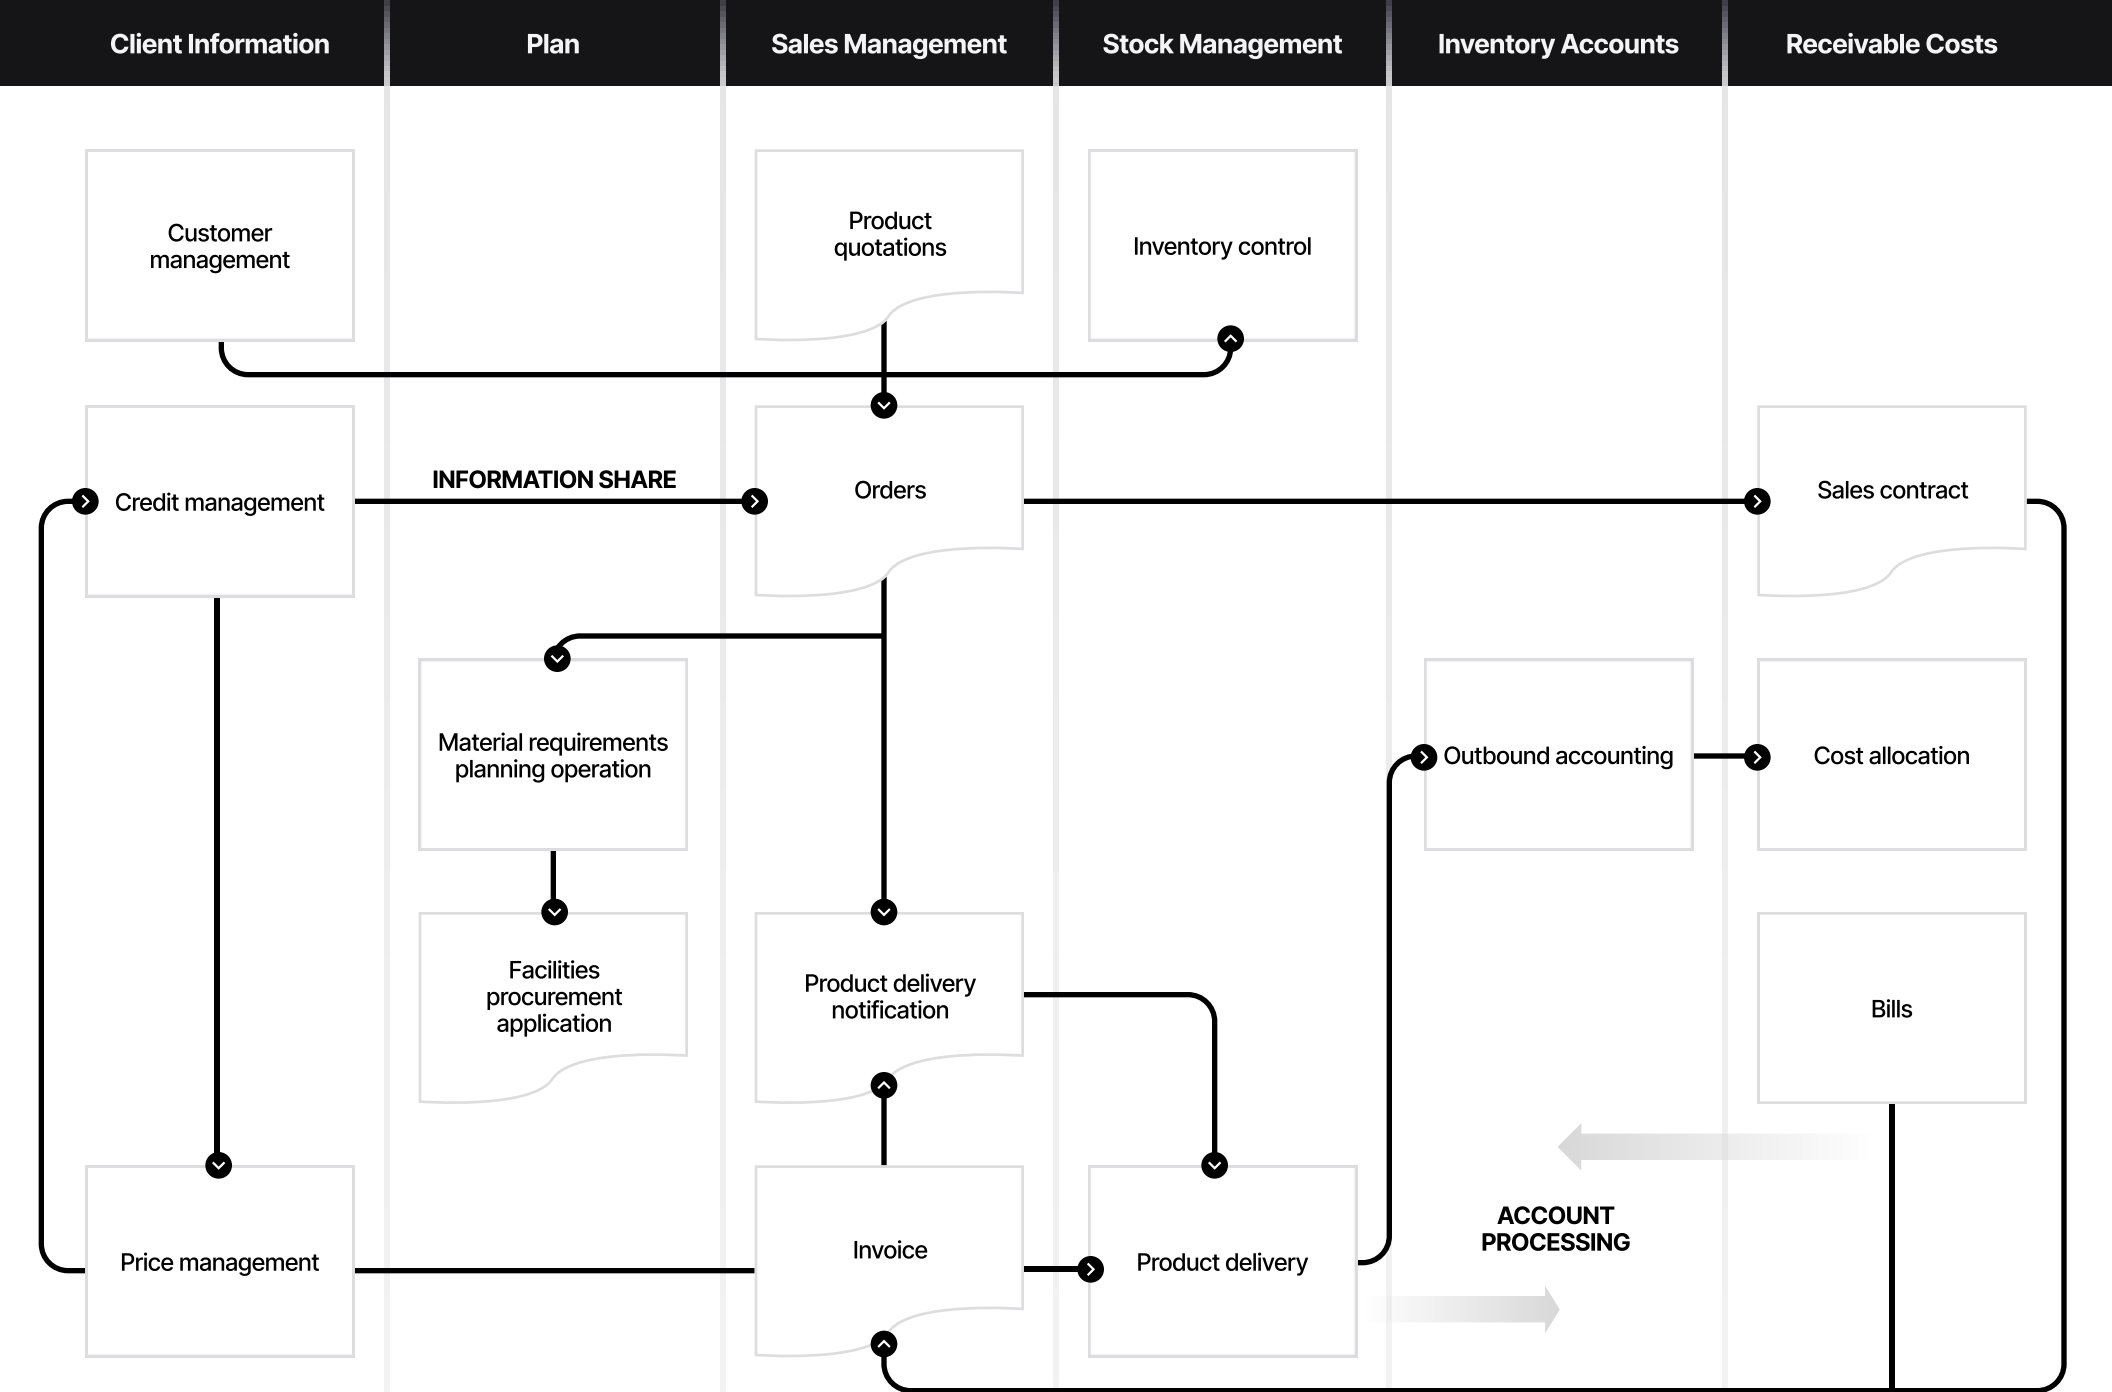 Client Information
Plan
Sales Management
Stock Management
Inventory Accounts
Receivable Costs
Customer
management
Product
quotations
Inventory control
Credit management
INFORMATION SHARE
Orders
Sales contract
Material requirements
planning operation
Outbound accounting
Cost allocation
Facilities
procurement
application
Product delivery
notification
Bills
Price management
Invoice
Product delivery
ACCOUNT
PROCESSING